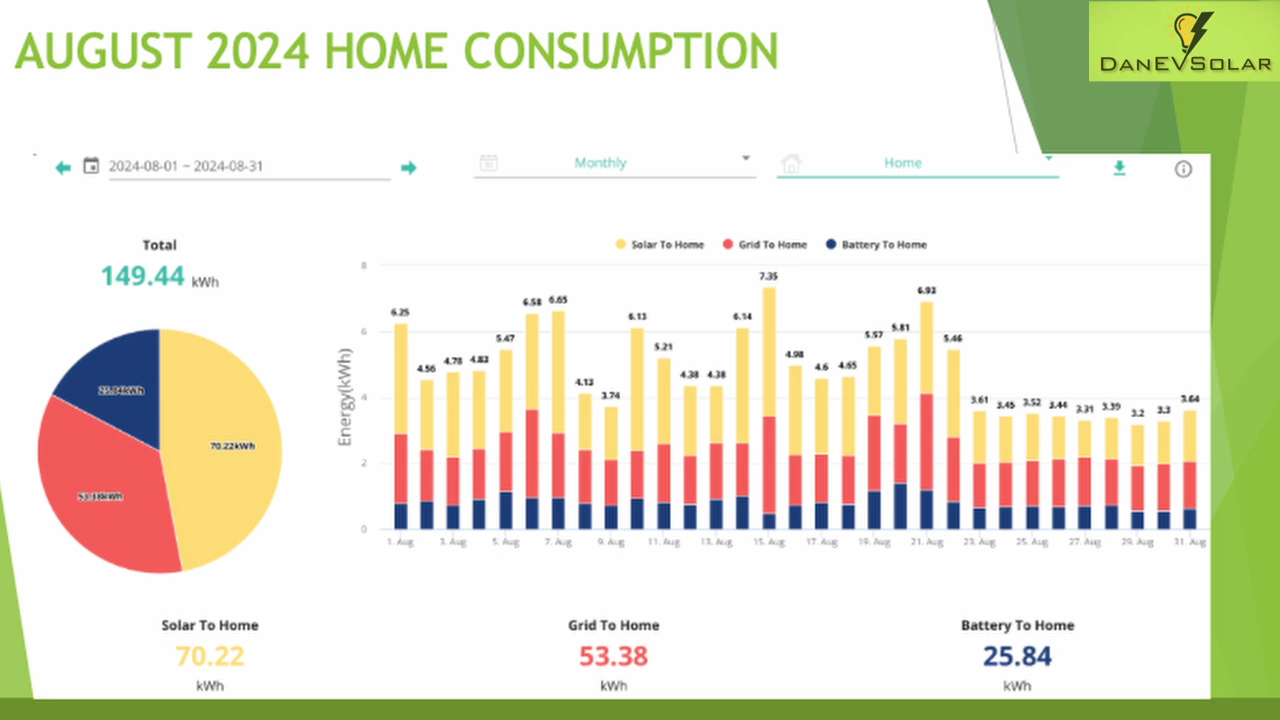 AUGUST 2024 HOME CONSUMPTION
DANEVSOLAR
2024-08-01 ~ 2024-08-31
Monthly
Home
Total
149.44 kWh
Solar To Home
Grid To Home
Battery To Home
Energy(kWh)
8
6
4
2
0
6.25
4.56
4.78
4.83
5.47
6.58
6.65
4.13
3.74
6.13
5.21
4.38
4.38
6.14
7.35
4.98
4.6
4.65
5.57
5.81
6.93
5.46
3.61
3.45
3.52
3.44
3.31
3.39
3.2
3.3
3.64
1. Aug
3. Aug
5. Aug
7. Aug
9. Aug
11. Aug
13. Aug
15. Aug
17. Aug
19. Aug
21. Aug
23. Aug
25. Aug
27. Aug
29. Aug
31. Aug
25.84kWh
70.22kWh
53.38kWh
Solar To Home
70.22
kWh
Grid To Home
53.38
kWh
Battery To Home
25.84
kWh